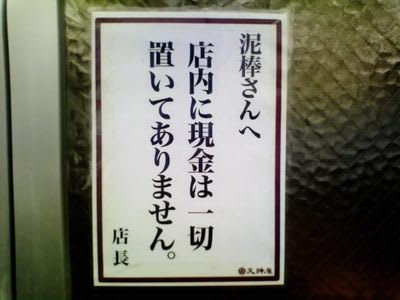 泥棒さんへ
店内に現金は一切
置いてありません。
店長
天神屋